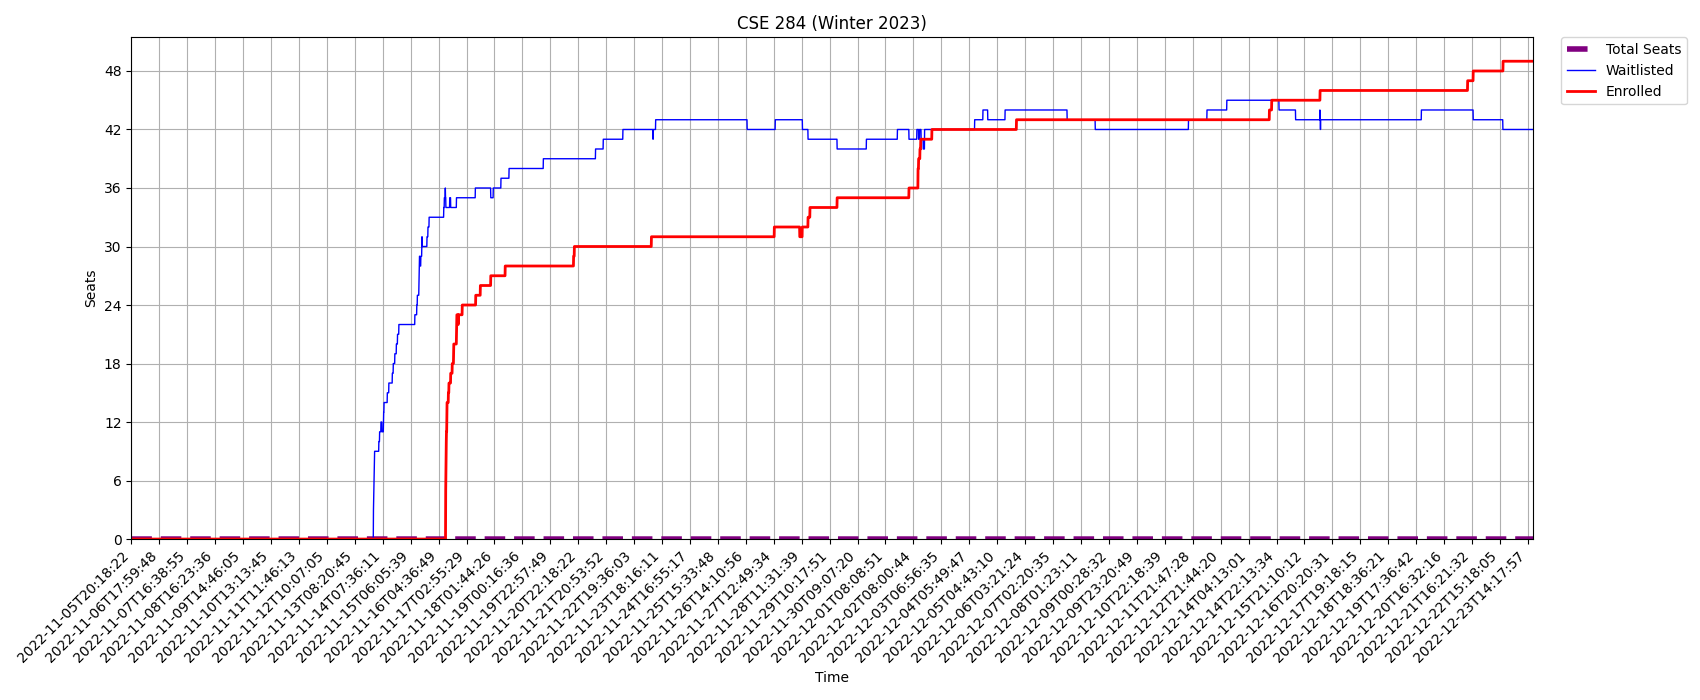 CSE 284 (Winter 2023)
Total Seats
Waitlisted
Enrolled
Seats
48
42
36
30
24
18
12
6
0
2022-11-05T20:18:22
2022-11-06T17:59:48
2022-11-07T16:38:55
2022-11-08T16:23:36
2022-11-09T14:46:05
2022-11-10T13:13:45
2022-11-11T11:46:13
2022-11-12T10:07:05
2022-11-13T08:20:45
2022-11-14T07:36:11
2022-11-15T06:05:39
2022-11-16T04:36:49
2022-11-17T02:55:29
2022-11-18T01:44:26
2022-11-19T00:16:36
2022-11-19T22:57:49
2022-11-20T22:18:22
2022-11-21T20:53:52
2022-11-22T19:36:03
2022-11-23T18:16:11
2022-11-24T16:55:17
2022-11-25T15:33:48
2022-11-26T14:10:56
2022-11-27T12:49:34
2022-11-28T11:31:39
2022-11-29T10:17:51
2022-11-30T09:07:20
2022-12-01T08:08:51
2022-12-02T08:00:44
2022-12-03T06:56:35
2022-12-04T05:49:47
2022-12-05T04:43:10
2022-12-06T03:21:24
2022-12-07T02:20:35
2022-12-08T01:23:11
2022-12-09T00:28:32
2022-12-09T23:20:49
2022-12-10T22:18:39
2022-12-11T21:47:28
2022-12-12T21:44:20
2022-12-14T04:13:01
2022-12-14T22:13:34
2022-12-15T21:10:12
2022-12-16T20:20:31
2022-12-17T19:18:15
2022-12-18T18:36:21
2022-12-19T17:36:42
2022-12-20T16:32:16
2022-12-21T16:21:32
2022-12-22T15:18:05
2022-12-23T14:17:57
Time